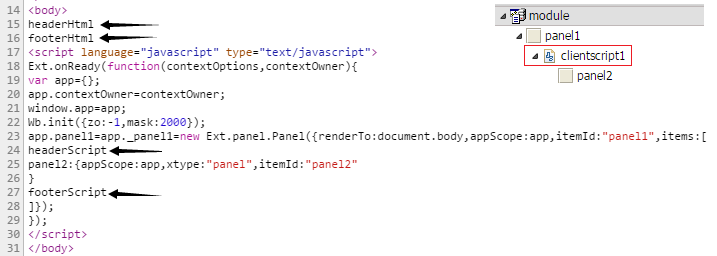 14 <body>
15 headerHtml
16 footerHtml
17 <script language="javascript" type="text/javascript">
18 Ext.onReady(function(contextOptions,contextOwner){
19 var app={};
20 app.contextOwner=contextOwner;
21 window.app=app;
22 Wb.init({zo:-1,mask:2000});
23 app.panel1=app._panel1=new Ext.panel.Panel({renderTo:document.body,appScope:app,itemId:"panel1",items:[
24 headerScript
25 panel2:{appScope:app,xtype:"panel",itemId:"panel2"
26 }
27 footerScript
28 ]});
29 });
30 </script>
31 </body>
module
panel1
clientscript1
panel2